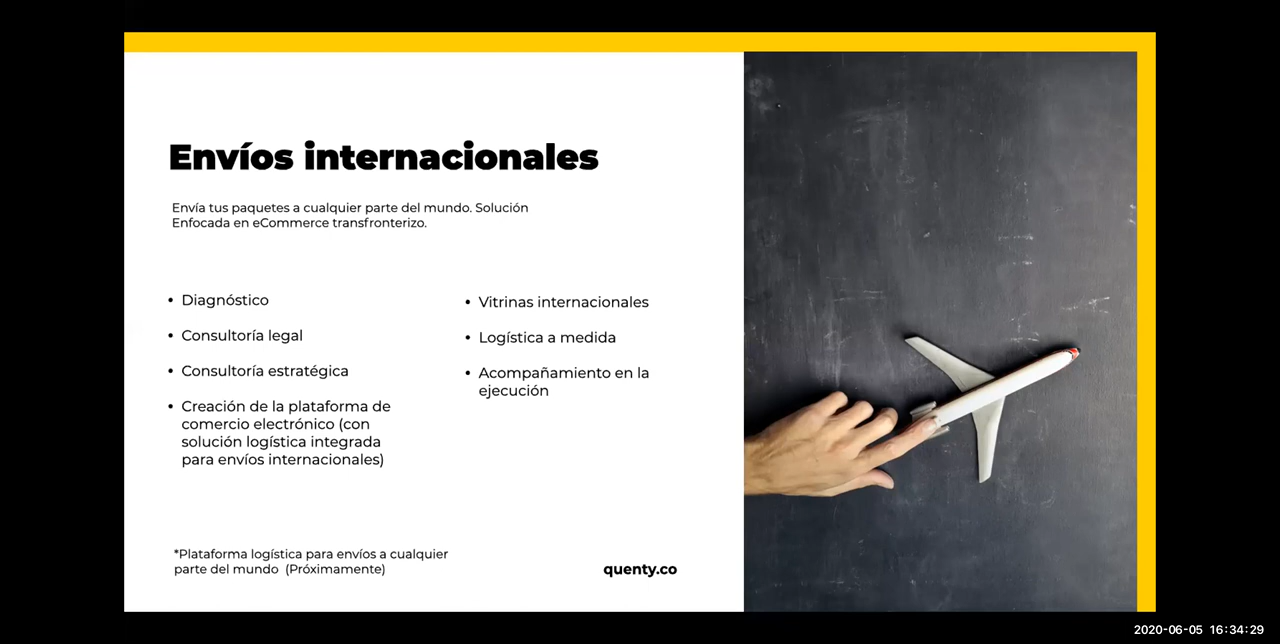 Envíos internacionales
Envía tus paquetes a cualquier parte del mundo. Solución
Enfocada en eCommerce transfronterizo.
• Diagnóstico
• Consultoría legal
• Consultoría estratégica
• Creación de la plataforma de
comercio electrónico (con
solución logística integrada
para envíos internacionales)
• Vitrinas internacionales
• Logística a medida
• Acompañamiento en la
ejecución
*Plataforma logística para envíos a cualquier
parte del mundo (Próximamente)
quenty.co
2020-06-05 16:34:29